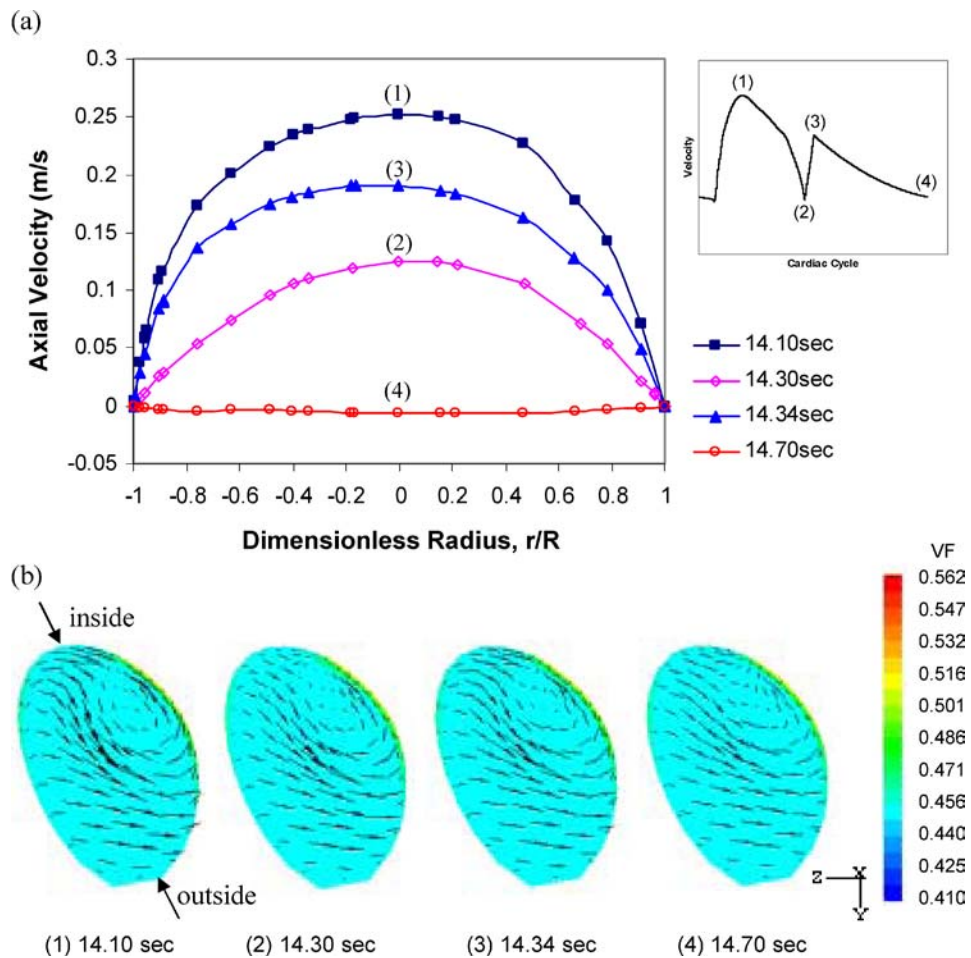 (a)
0.3
0.25
0.2
0.15
0.1
0.05
0
-0.05
Axial Velocity (m/s
(1)
(3)
(2)
(4)
-1 -0.8 -0.6 -0.4 -0.2 0 0.2 0.4 0.6 0.8 1
Dimensionless Radius, r/R
Velocity
(1)
(3)
(2)
(4)
Cardiac Cycle
14.10sec
14.30sec
14.34sec
14.70sec
(b)
inside
outside
VF
0.562
0.547
0.532
0.516
0.501
0.486
0.471
0.456
0.440
0.425
0.410
Z X
Y
(1) 14.10 sec (2) 14.30 sec (3) 14.34 sec (4) 14.70 sec